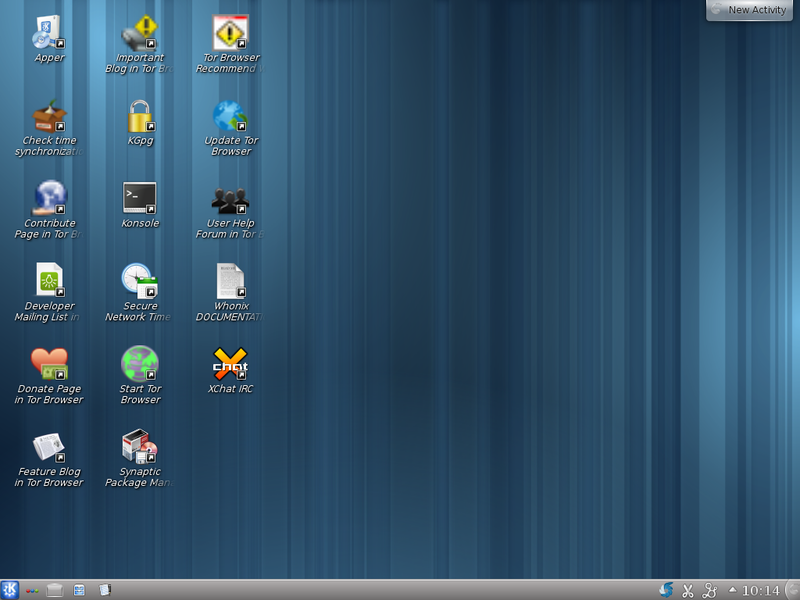 New Activity
Apper
Important
Blog in Tor Br
Tor Browser
Recommend
Check time
synchronizati
KGpg
Update Tor
Browser
Contribute
Page in Tor Br
>_
Konsole
User Help
Forum in Tor B
Developer
Mailing List in
Secure
Network Time
Whonix
DOCUMENTAT
Donate Page
in Tor Browser
Start Tor
Browser
xchat
XChat IRC
Feature Blog
in Tor Browser
Synaptic
Package Man
10:14